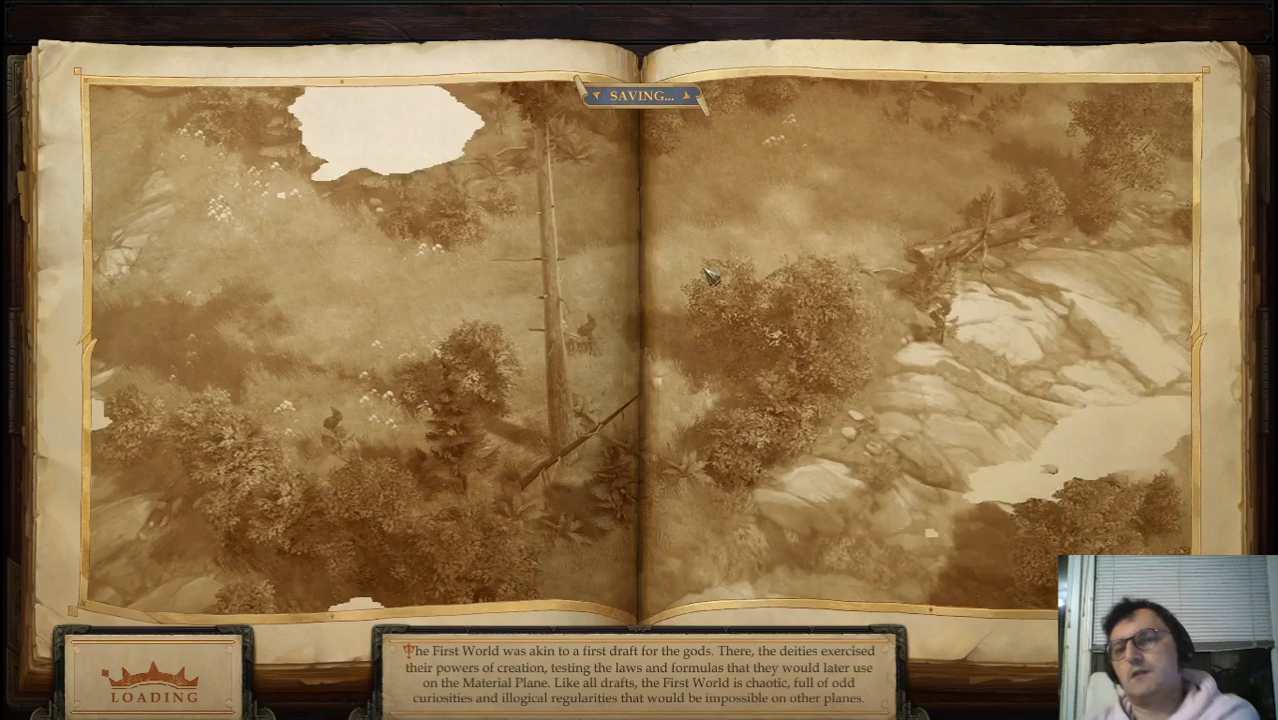 SAVING...
The First World was akin to a first draft for the gods. There, the deities exercised
their powers of creation, testing the laws and formulas that they would later use
on the Material Plane. Like all drafts, the First World is chaotic, full of odd
curiosities and illogical regularities that would be impossible on other planes.
LOADING